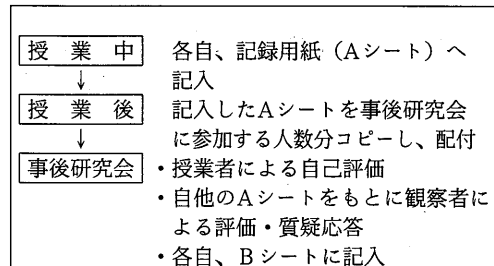 授 業 中 各自、記録用紙（Aシート）へ
記入
↓
授 業 後 記入したAシートを事後研究会
に参加する人数分コピーし、配付
↓
事後研究会 ・授業者による自己評価
・自他のAシートをもとに観察者に
よる評価・質疑応答
・各自、Bシートに記入